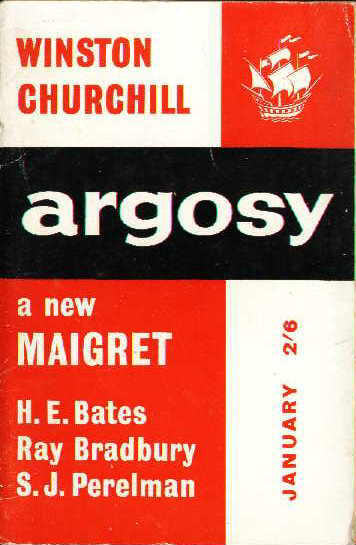 WINSTON
CHURCHILL
argosy
a new
MAIGRET
H. E. Bates
Ray Bradbury
S. J. Perelman
JANUARY 2/6